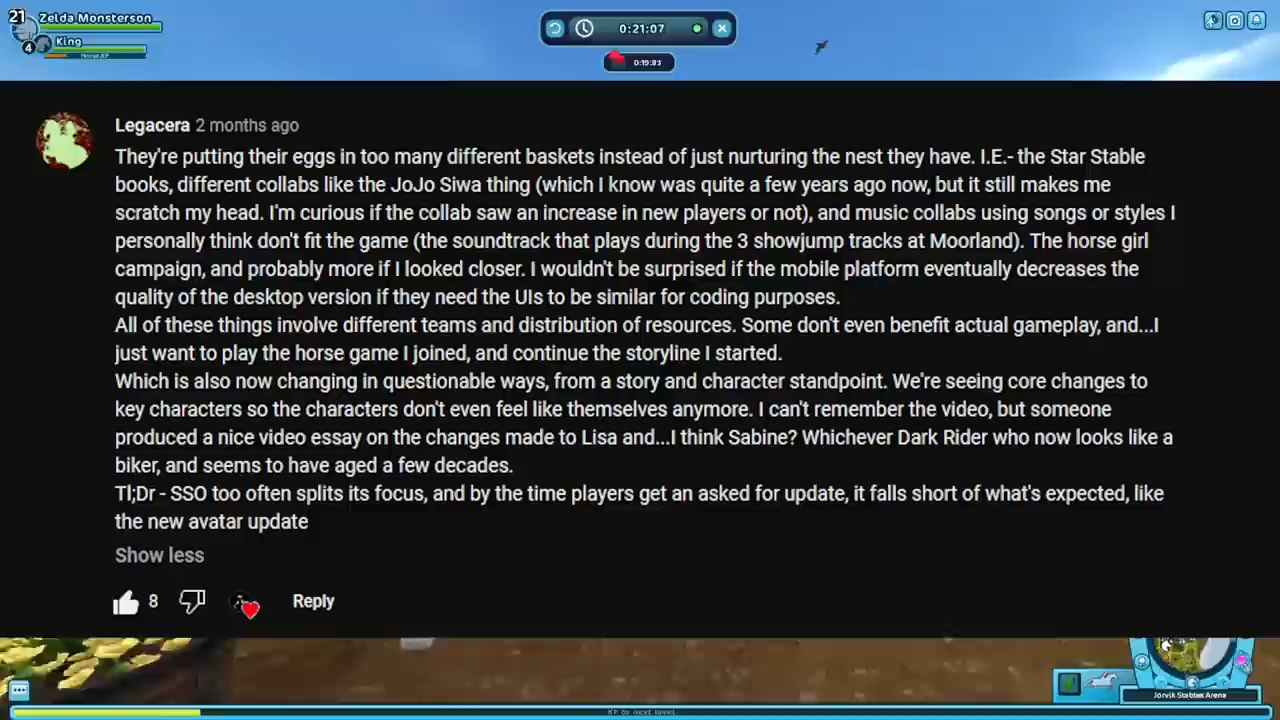 21 Zelda Monsterson
King
4
Horse XP
0:21:07
0:19:83
Legacera 2 months ago
They're putting their eggs in too many different baskets instead of just nurturing the nest they have. I.E.- the Star Stable
books, different collabs like the JoJo Siwa thing (which I know was quite a few years ago now, but it still makes me
scratch my head. I'm curious if the collab saw an increase in new players or not), and music collabs using songs or styles I
personally think don't fit the game (the soundtrack that plays during the 3 showjump tracks at Moorland). The horse girl
campaign, and probably more if I looked closer. I wouldn't be surprised if the mobile platform eventually decreases the
quality of the desktop version if they need the UIs to be similar for coding purposes.
All of these things involve different teams and distribution of resources. Some don't even benefit actual gameplay, and...I
just want to play the horse game I joined, and continue the storyline I started.
Which is also now changing in questionable ways, from a story and character standpoint. We're seeing core changes to
key characters so the characters don't even feel like themselves anymore. I can't remember the video, but someone
produced a nice video essay on the changes made to Lisa and...I think Sabine? Whichever Dark Rider who now looks like a
biker, and seems to have aged a few decades.
Tl;Dr - SSO too often splits its focus, and by the time players get an asked for update, it falls short of what's expected, like
the new avatar update
Show less
8
Reply
Jorvik Stables Arena
XP to next level